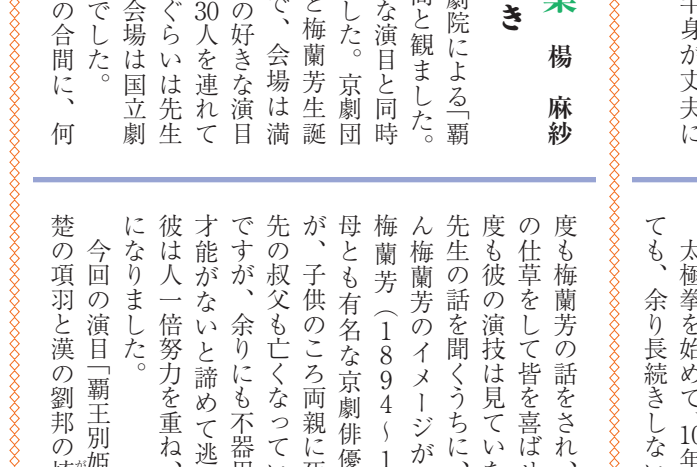 半身が丈夫に
楊　麻紗
き
劇院による「覇
間と観ました。
な演目と同時
した。京劇団
と梅蘭芳生誕
で、会場は満
の好きな演目
30人を連れて
ぐらいは先生
会場は国立劇
でした。
の合間に、何
太極拳を始めて、10年
ても、余り長続きしない
度も梅蘭芳の話をされ、
の仕草をして皆を喜ばせ
度も彼の演技は見ていた
先生の話を聞くうちに、
ん梅蘭芳のイメージが
梅蘭芳（1894～1
母とも有名な京劇俳優
が、子供のころ両親に死
先の叔父も亡くなってい
ですが、余りにも不器用
才能がないと諦めて逃
彼は人一倍努力を重ね、
になりました。
今回の演目「覇王別姫
楚の項羽と漢の劉邦の